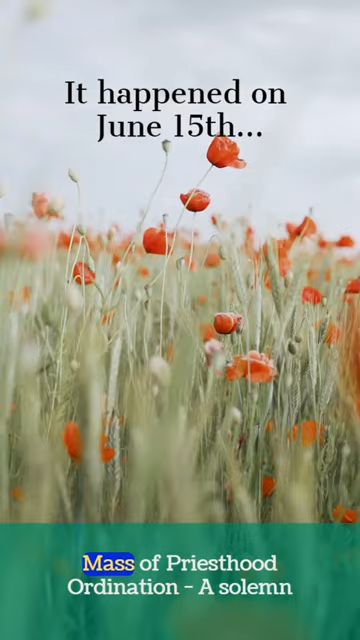 It happened on
June 15th...
Mass of Priesthood
Ordination - A solemn